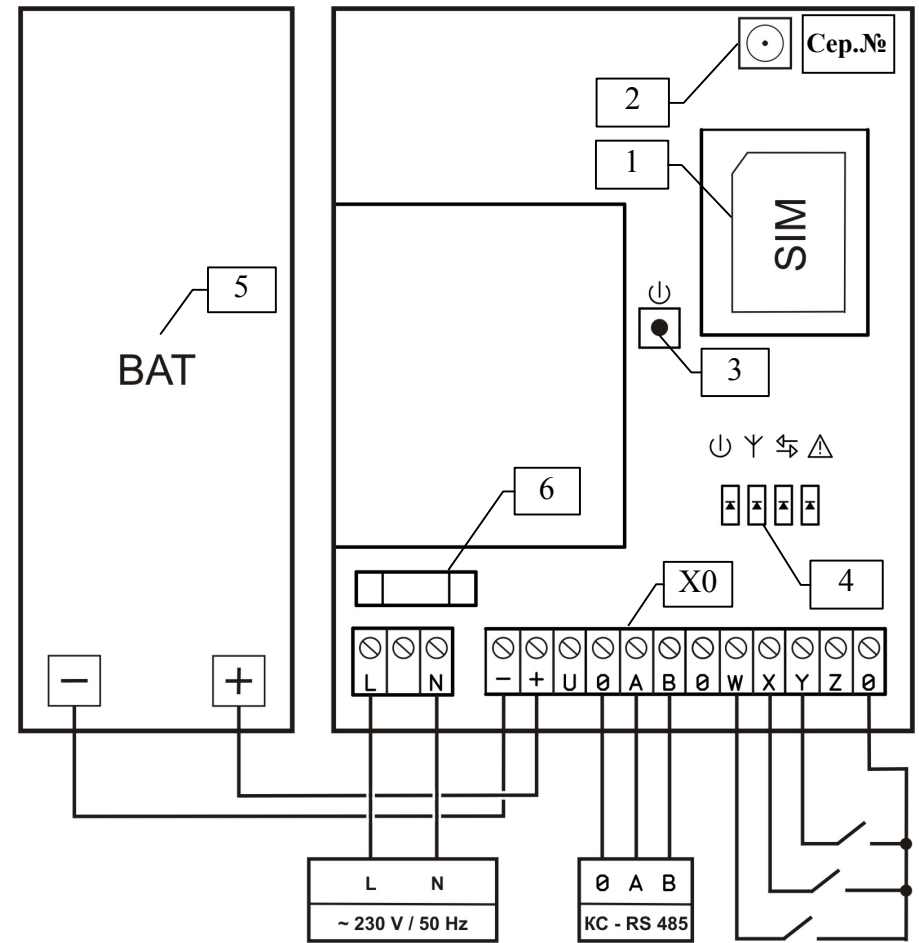 Сер.№
2
1
SIM
5
BAT
3
6
X0
4
− +
L N
− + U 0 A B 0 W X Y Z 0
L N
~ 230 V / 50 Hz
0 A B
КС - RS 485